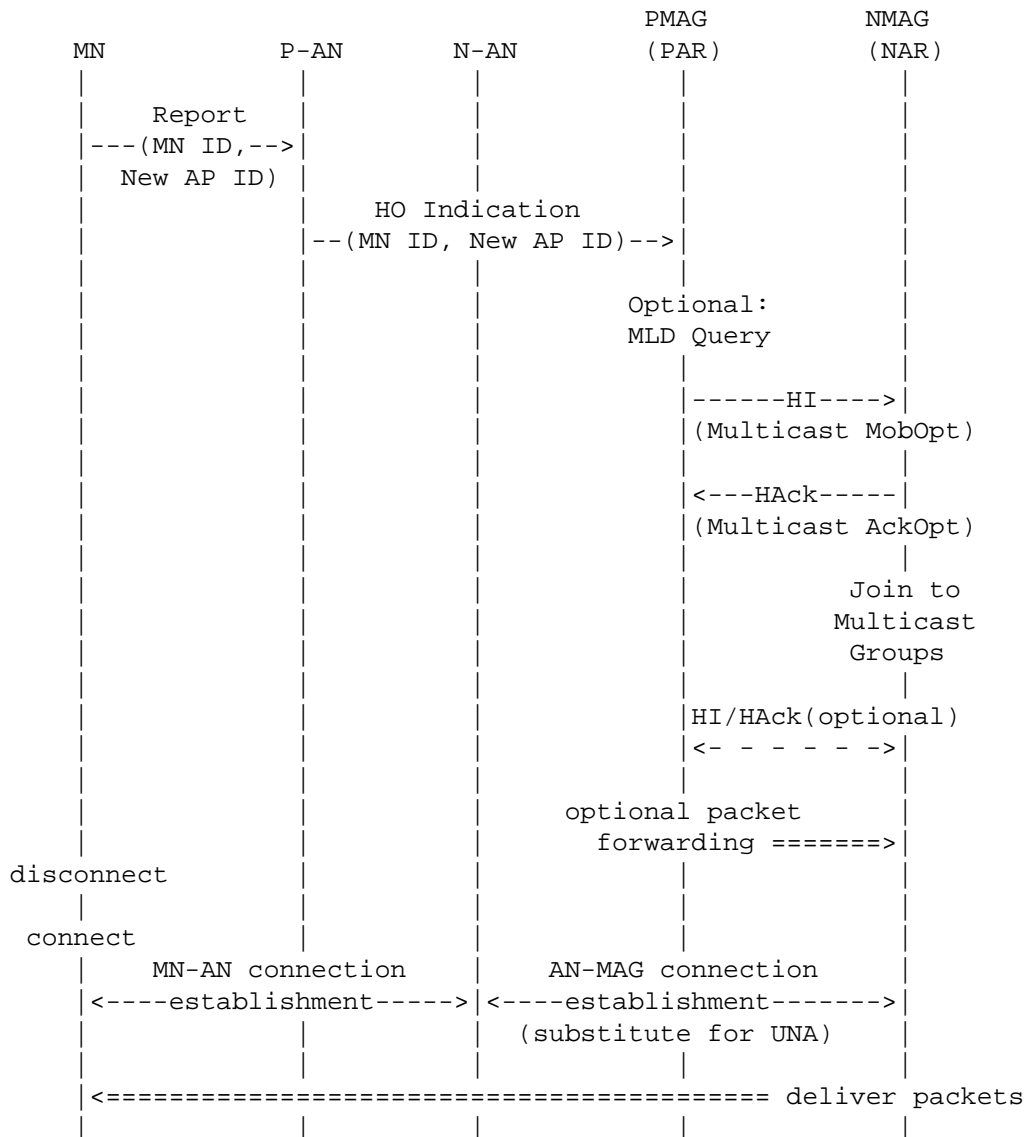 PMAG NMAG
MN P-AN N-AN (PAR) (NAR)
Report
---(MN ID,-->
New AP ID)
HO Indication
--(MN ID, New AP ID)-->
Optional:
MLD Query
------HI---->
(Multicast MobOpt)
<---HAck-----
(Multicast AckOpt)
Join to
Multicast
Groups
HI/HAck(optional)
<- - - - - ->
optional packet
forwarding =======>
disconnect
connect
MN-AN connection AN-MAG connection
<----establishment-----> <----establishment------->
(substitute for UNA)
<========================================== deliver packets